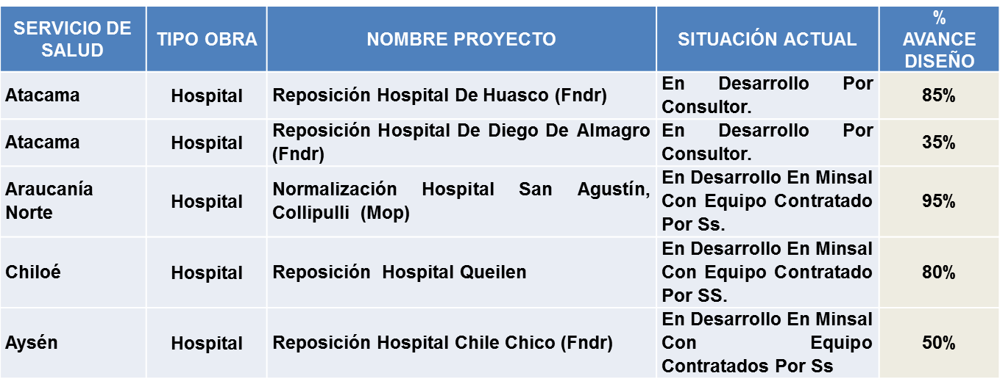 SERVICIO DE
SALUD
TIPO OBRA
NOMBRE PROYECTO
SITUACIÓN ACTUAL
%
AVANCE
DISEÑO
Atacama
Hospital
Reposición Hospital De Huasco (Fndr)
En Desarrollo Por
Consultor.
85%
Atacama
Hospital
Reposición Hospital De Diego De Almagro
(Fndr)
En Desarrollo Por
Consultor.
35%
Araucanía
Norte
Hospital
Normalización Hospital San Agustín,
Collipulli (Mop)
En Desarrollo En Minsal
Con Equipo Contratado
Por Ss.
95%
Chiloé
Hospital
Reposición Hospital Queilen
En Desarrollo En Minsal
Con Equipo Contratado
Por SS.
80%
Aysén
Hospital
Reposición Hospital Chile Chico (Fndr)
En Desarrollo En Minsal
Con Equipo
Contratados Por Ss
50%